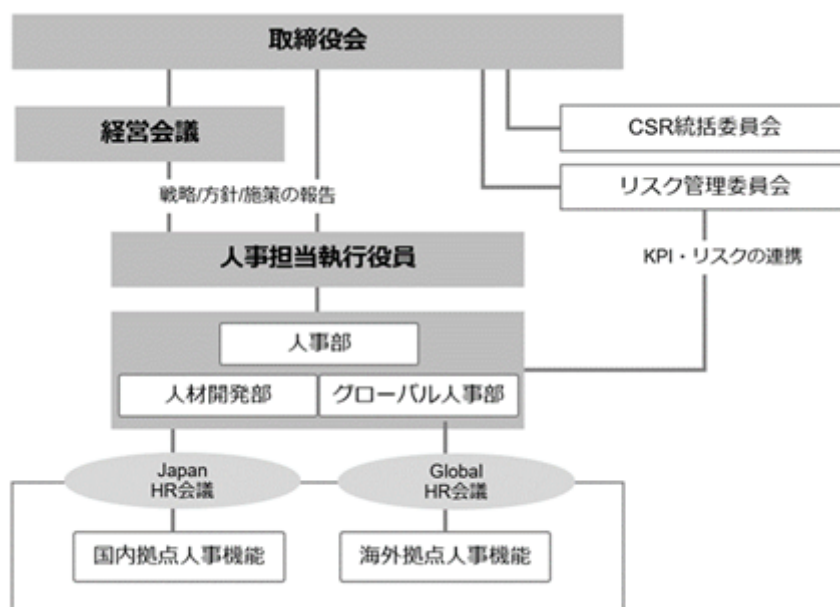 取締役会
経営会議
CSR統括委員会
リスク管理委員会
戦略/方針/施策の報告
人事担当執行役員
KPI・リスクの連携
人事部
人材開発部
グローバル人事部
Japan
HR会議
Global
HR会議
国内拠点人事機能
海外拠点人事機能